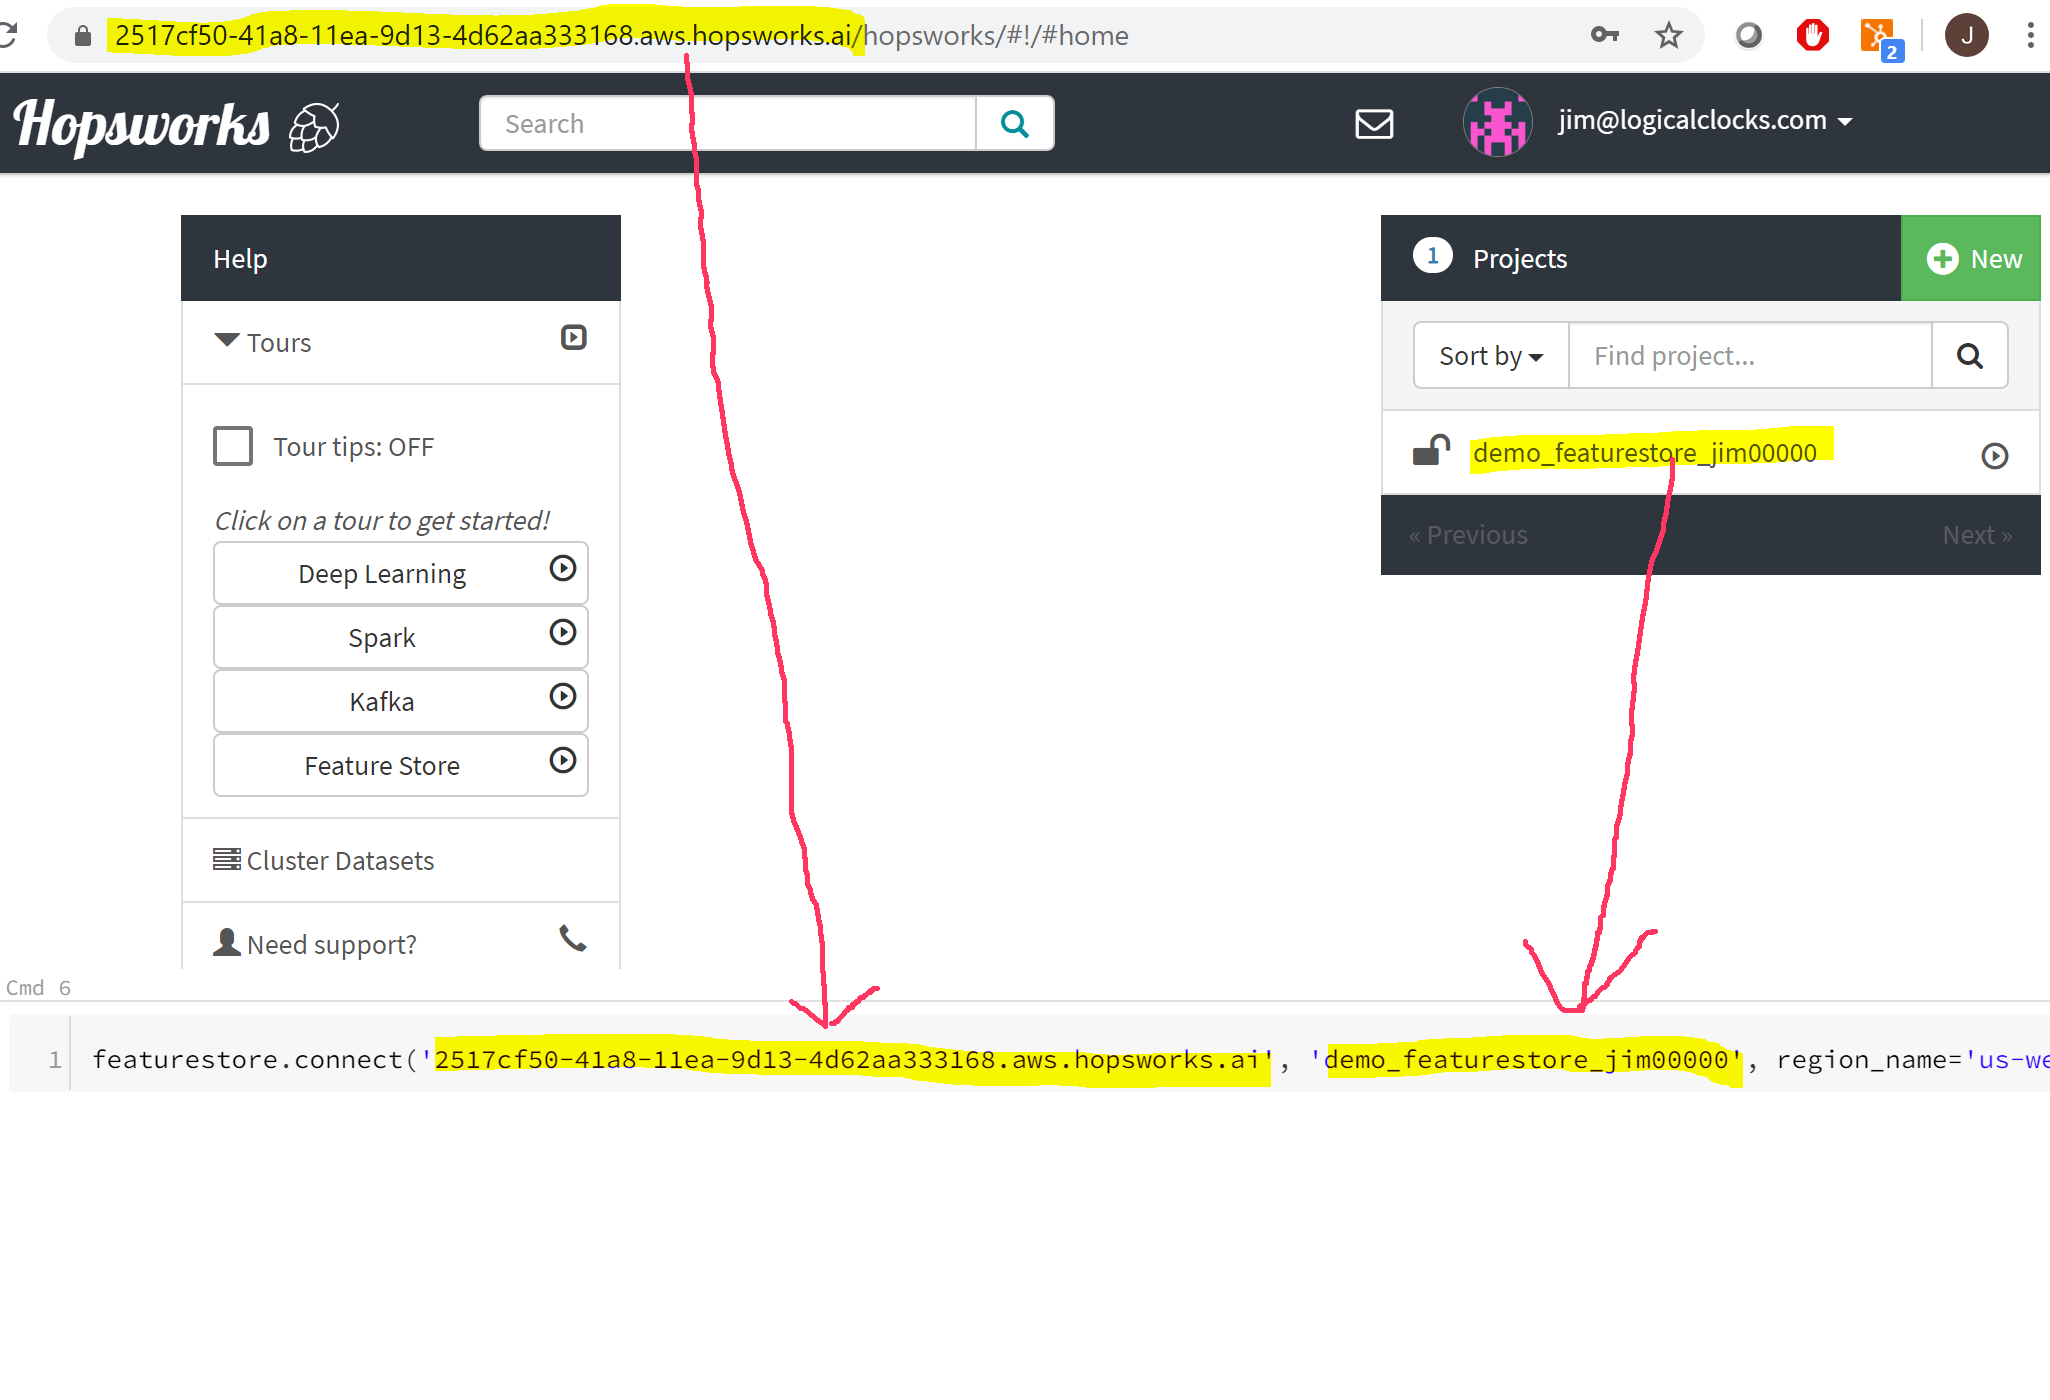 2517cf50-41a8-11ea-9d13-4d62aa333168.aws.hopsworks.ai/hopsworks/#!/#home
2
J
Hopsworks
Search
jim@logicalclocks.com
Help
Tours
Tour tips: OFF
Click on a tour to get started!
Deep Learning
Spark
Kafka
Feature Store
Cluster Datasets
Need support?
1 Projects
New
Sort by
Find project...
demo_featurestore_jim00000
« Previous
Next »
Cmd 6
1 featurestore.connect('2517cf50-41a8-11ea-9d13-4d62aa333168.aws.hopsworks.ai', 'demo_featurestore_jim00000', region_name='us-we